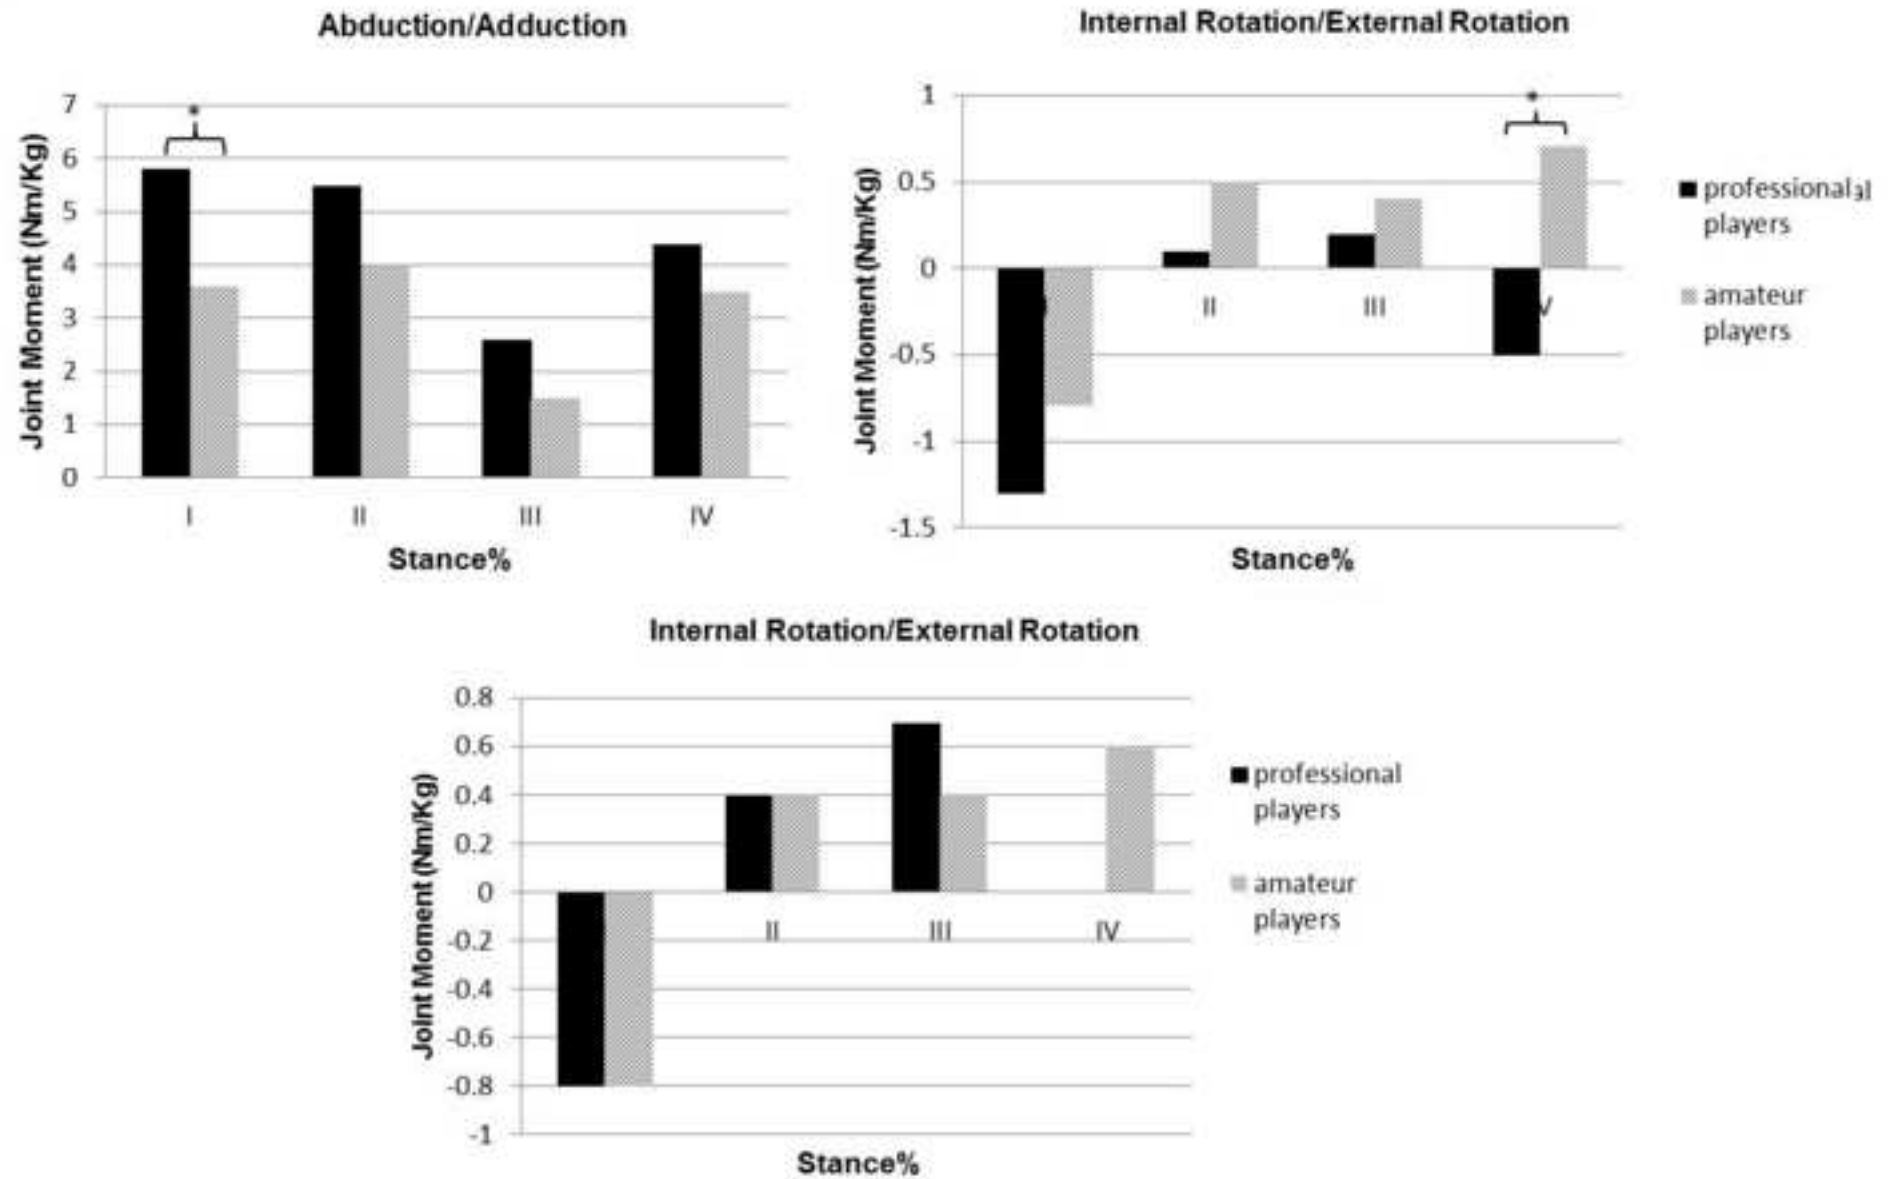 Abduction/Adduction
Joint Moment (Nm/Kg)
7
6
5
4
3
2
1
0
*
I
II
III
IV
Stance%
Internal Rotation/External Rotation
Joint Moment (Nm/Kg)
1
0.5
0
-0.5
-1
-1.5
*
II
III
V
Stance%
professional
players
amateur
players
Internal Rotation/External Rotation
Joint Moment (Nm/Kg)
0.8
0.6
0.4
0.2
0
-0.2
-0.4
-0.6
-0.8
-1
II
III
IV
Stance%
professional
players
amateur
players